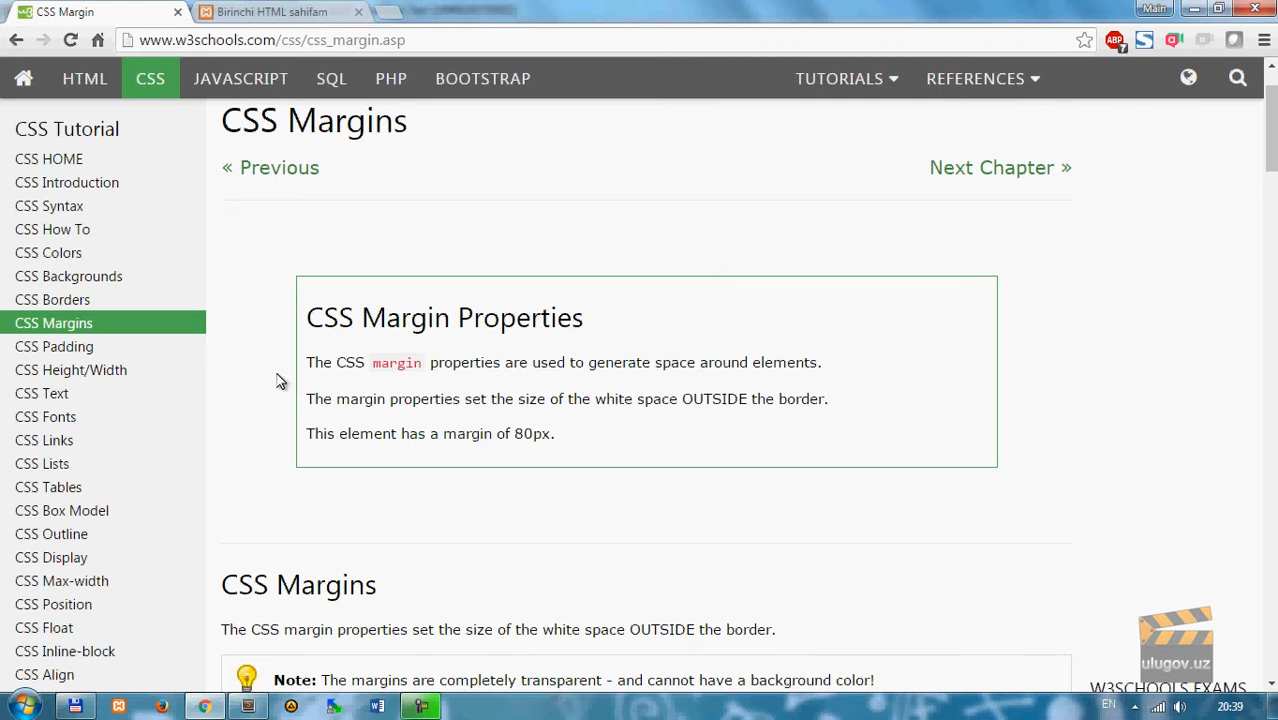 CSS Margin
Birinchi HTML sahifam
Main
www.w3schools.com/css/css_margin.asp
ABP
7
HTML
CSS
JAVASCRIPT
SQL
PHP
BOOTSTRAP
TUTORIALS
REFERENCES
CSS Tutorial
CSS HOME
CSS Introduction
CSS Syntax
CSS How To
CSS Colors
CSS Backgrounds
CSS Borders
CSS Margins
CSS Padding
CSS Height/Width
CSS Text
CSS Fonts
CSS Links
CSS Lists
CSS Tables
CSS Box Model
CSS Outline
CSS Display
CSS Max-width
CSS Position
CSS Float
CSS Inline-block
CSS Align
CSS Margins
« Previous
Next Chapter »
CSS Margin Properties
The CSS margin properties are used to generate space around elements.
The margin properties set the size of the white space OUTSIDE the border.
This element has a margin of 80px.
CSS Margins
The CSS margin properties set the size of the white space OUTSIDE the border.
Note: The margins are completely transparent - and cannot have a background color!
ulugov.uz
W3SCHOOLS EXAMS
EN
20:39